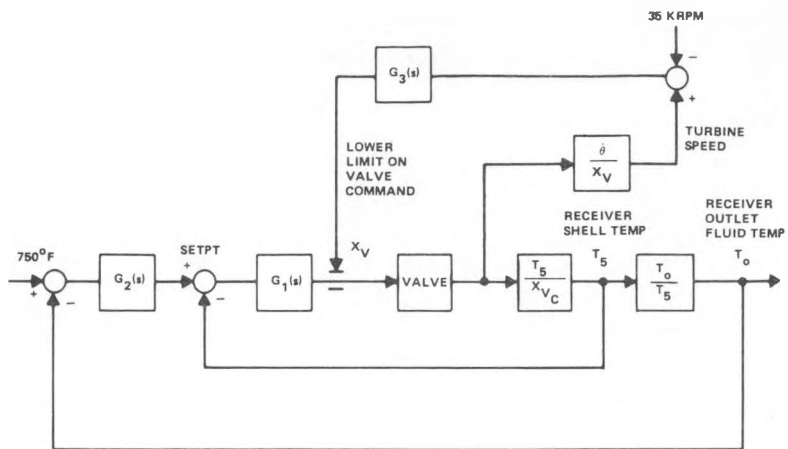 35 KRPM
−
G3(s)
+
TURBINE
SPEED
LOWER
LIMIT ON
VALVE
COMMAND
θ̇
XV
RECEIVER
SHELL TEMP
T5
RECEIVER
OUTLET
FLUID TEMP
To
750°F
+
−
G2(s)
SETPT
+
−
G1(s)
XV
VALVE
T5
XVC
To
T5